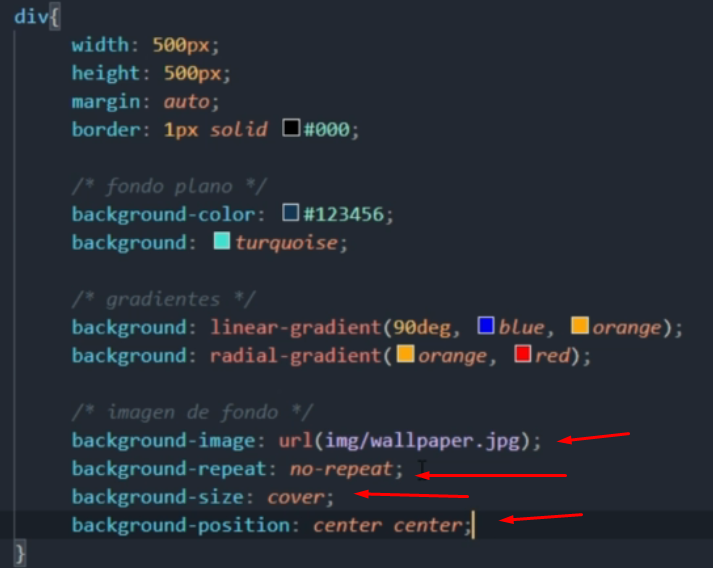 div{
width: 500px;
height: 500px;
margin: auto;
border: 1px solid #000;
/* fondo plano */
background-color: #123456;
background: turquoise;
/* gradientes */
background: linear-gradient(90deg, blue, orange);
background: radial-gradient(orange, red);
/* imagen de fondo */
background-image: url(img/wallpaper.jpg);
background-repeat: no-repeat;
background-size: cover;
background-position: center center;
}